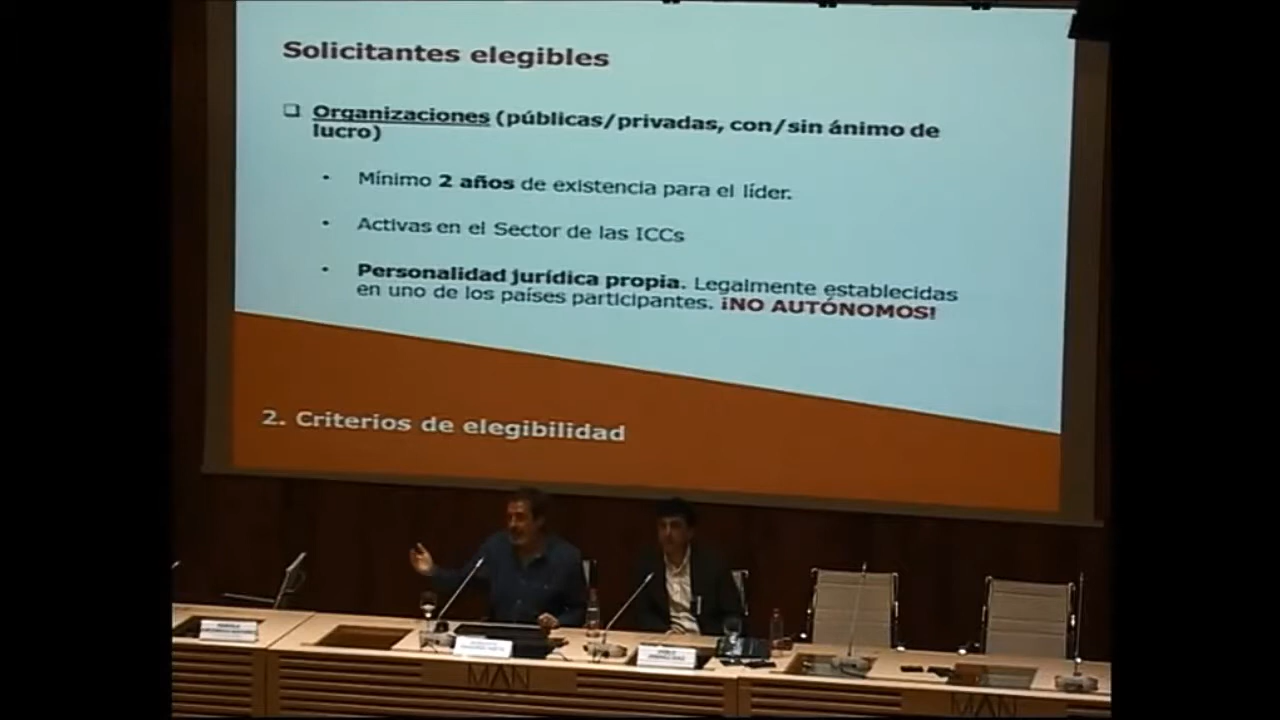 Solicitantes elegibles
❑ Organizaciones (públicas/privadas, con/sin ánimo de
lucro)
• Mínimo 2 años de existencia para el líder.
• Activas en el Sector de las ICCs
• Personalidad jurídica propia. Legalmente establecidas
en uno de los países participantes. ¡NO AUTÓNOMOS!
2. Criterios de elegibilidad
MAN
MAN